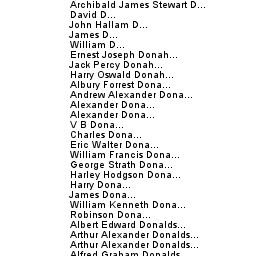 Archibald James Stewart D...
David D...
John Hallam D...
James D...
William D...
Ernest Joseph Donah...
Jack Percy Donah...
Harry Oswald Donah...
Albury Forrest Dona...
Andrew Alexander Dona...
Alexander Dona...
Alexander Dona...
V B Dona...
Charles Dona...
Eric Walter Dona...
William Francis Dona...
George Strath Dona...
Harley Hodgson Dona...
Harry Dona...
James Dona...
William Kenneth Dona...
Robinson Dona...
Albert Edward Donalds...
Arthur Alexander Donalds...
Arthur Alexander Donalds...
Alfred Graham Donalds...